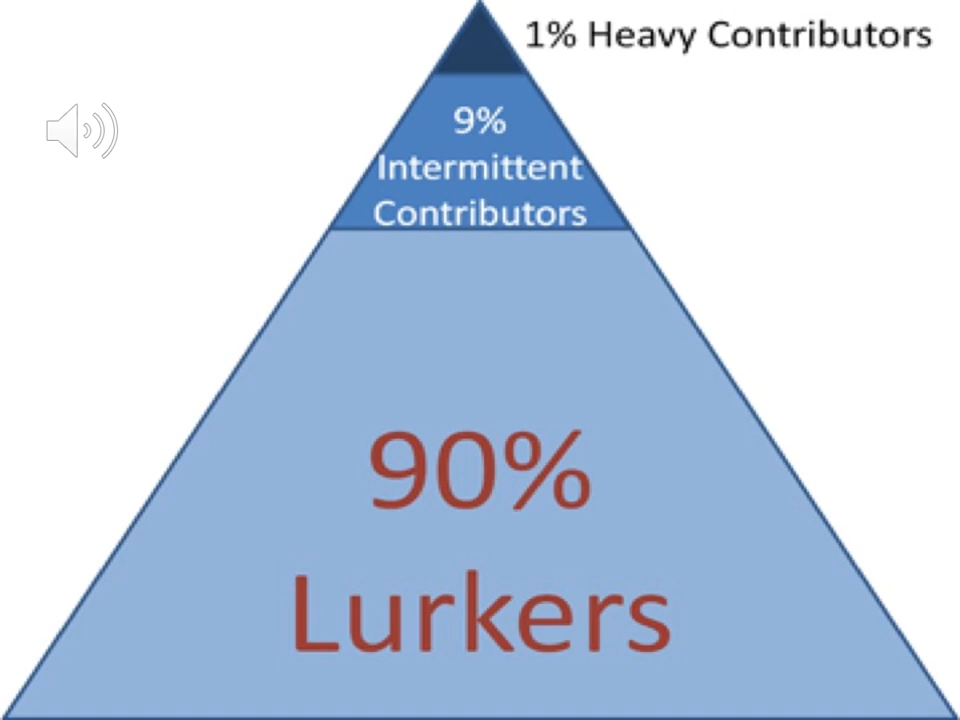 1% Heavy Contributors
9%
Intermittent
Contributors
90%
Lurkers